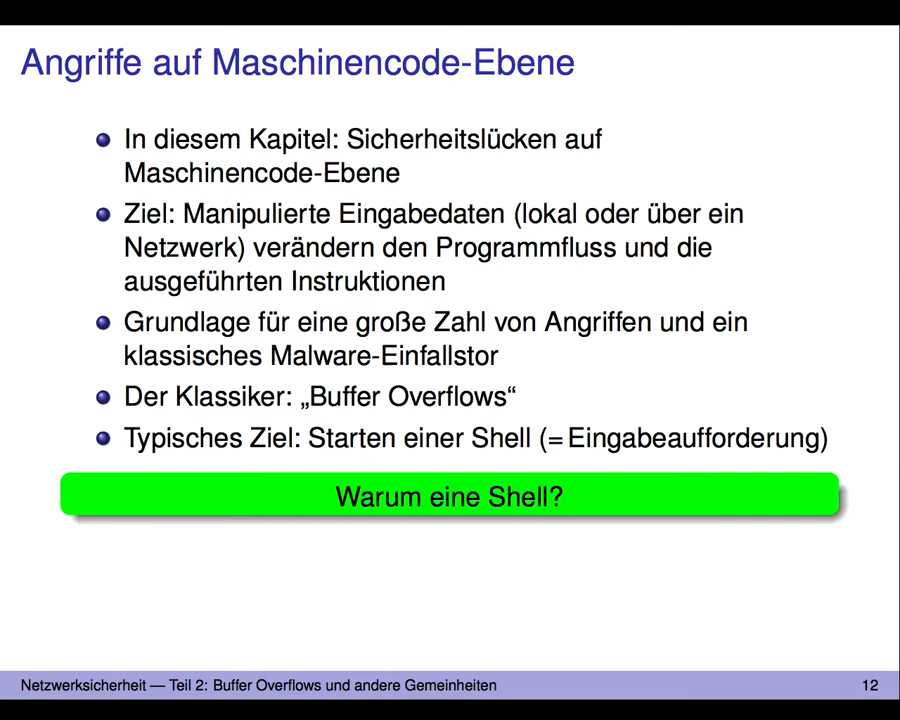 Angriffe auf Maschinencode-Ebene
In diesem Kapitel: Sicherheitslücken auf
Maschinencode-Ebene
Ziel: Manipulierte Eingabedaten (lokal oder über ein
Netzwerk) verändern den Programmfluss und die
ausgeführten Instruktionen
Grundlage für eine große Zahl von Angriffen und ein
klassisches Malware-Einfallstor
Der Klassiker: „Buffer Overflows“
Typisches Ziel: Starten einer Shell (= Eingabeaufforderung)
Warum eine Shell?
Netzwerksicherheit — Teil 2: Buffer Overflows und andere Gemeinheiten 12